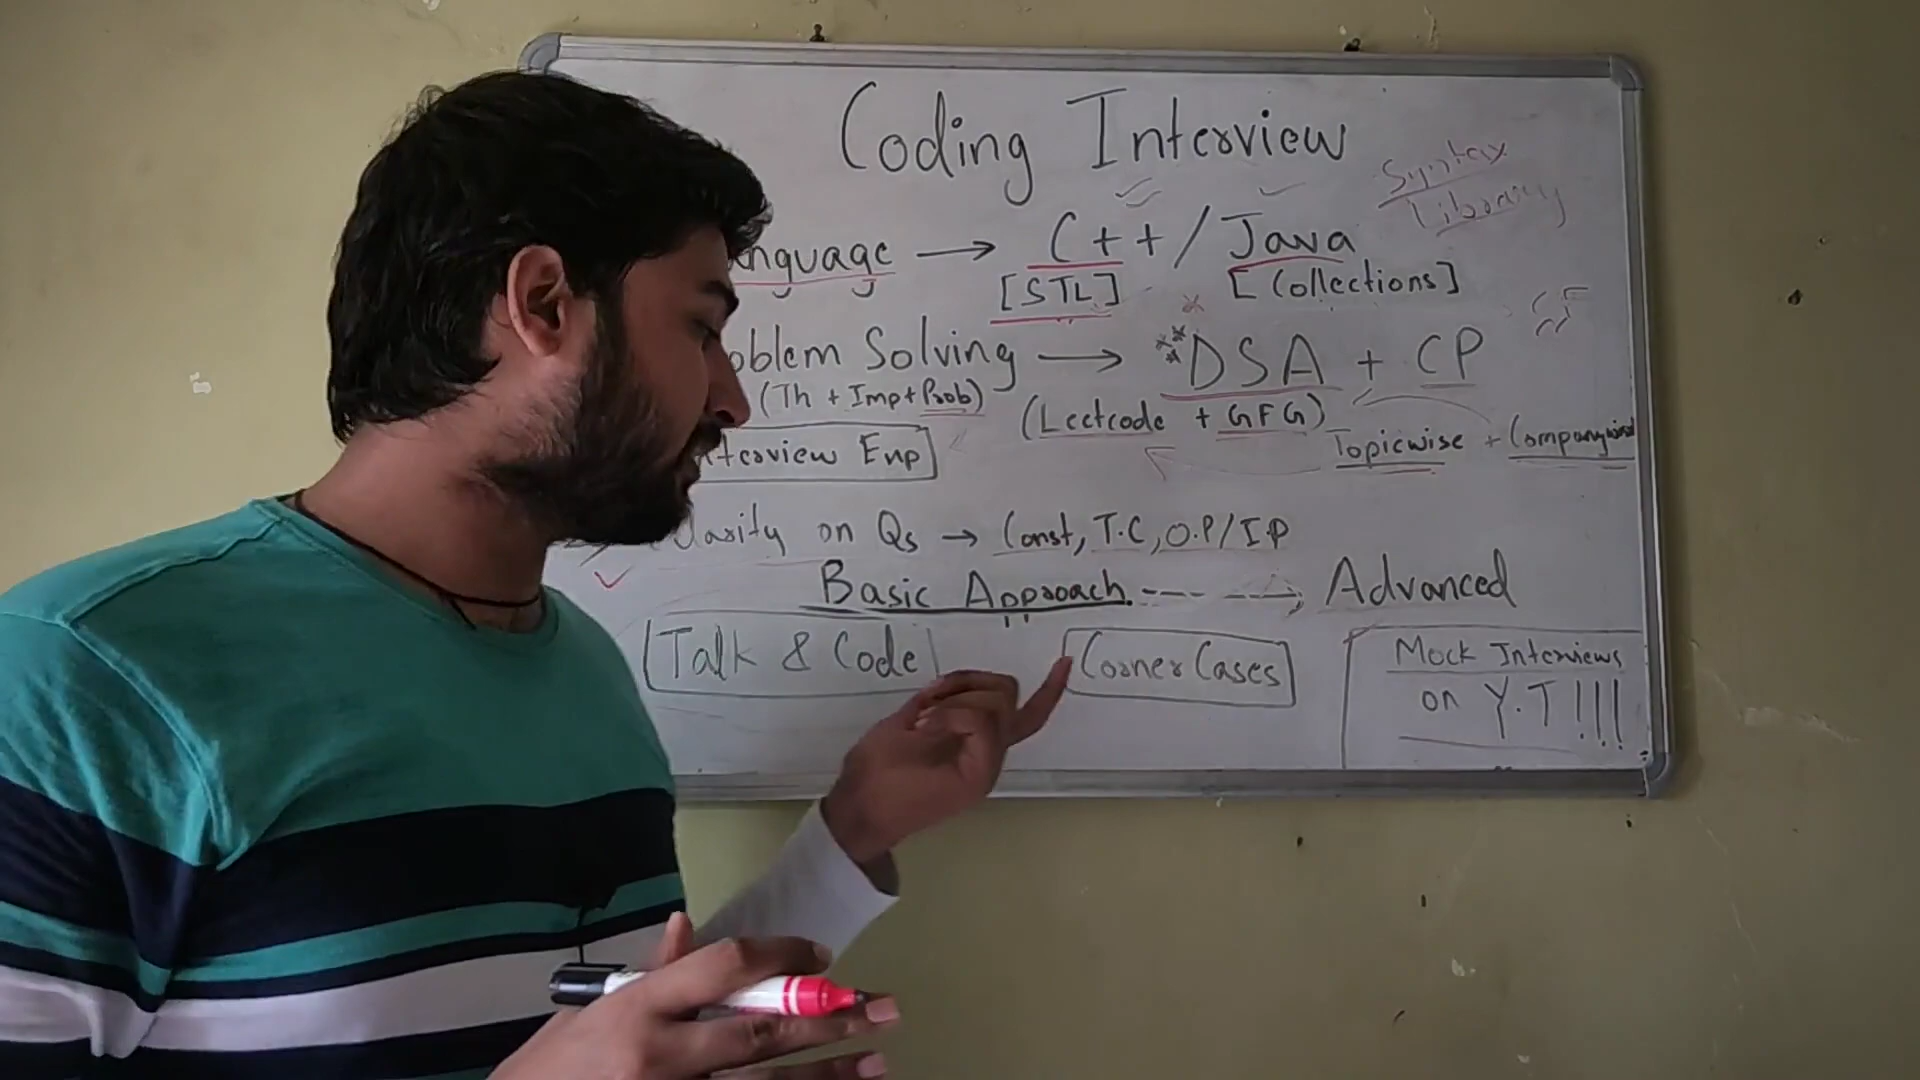 Coding Interview
Syntax
Library
nguage → C++ / Java
[STL] [Collections]
oblem Solving → DSA + CP
(Th + Imp + Prob) (Leetcode + GFG) Topicwise + Companywise
terview Exp
larity on Qs → Const, T.C, O.P/I.P
Basic Approach ---→ Advanced
Talk & Code Corner Cases Mock Interviews
on Y.T!!!